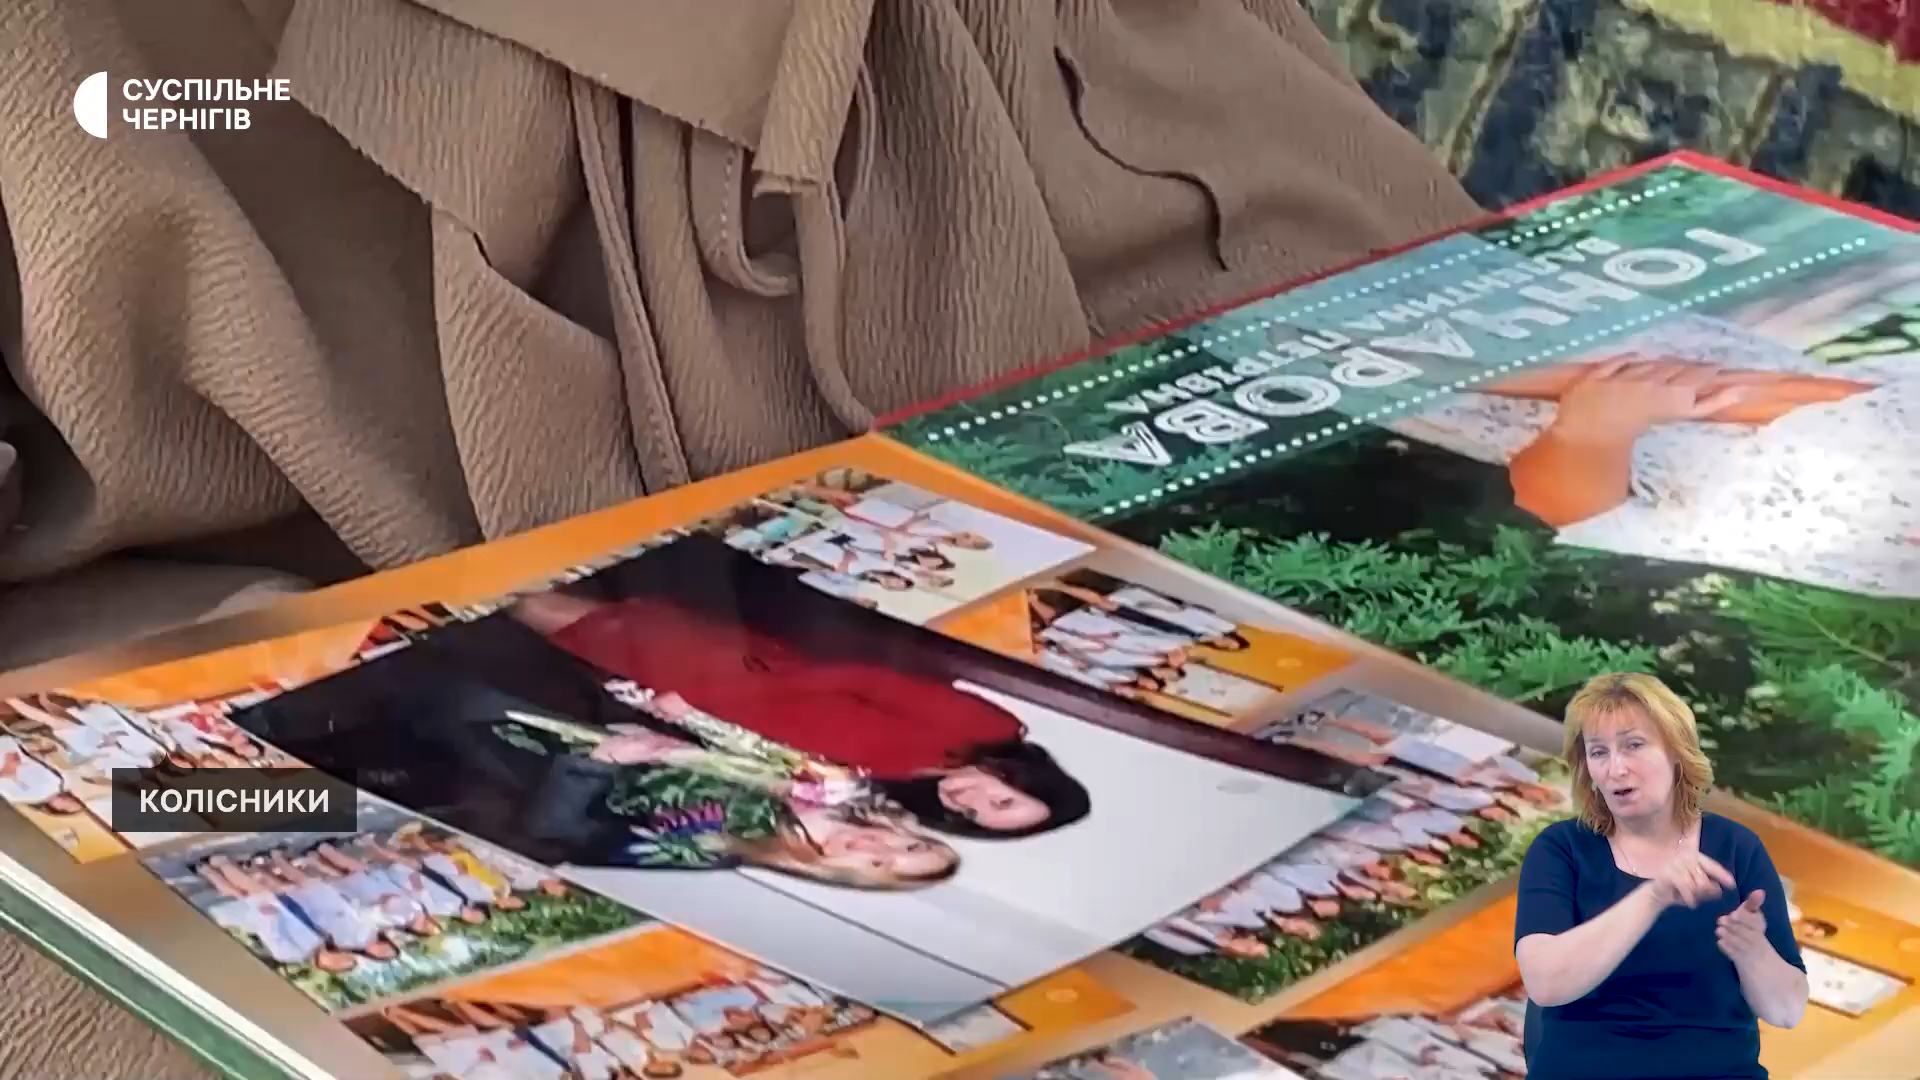 СУСПІЛЬНЕ
ЧЕРНІГІВ
ГОНЧАРОВА
ВАЛЕНТИНА ПЕТРІВНА
КОЛІСНИКИ